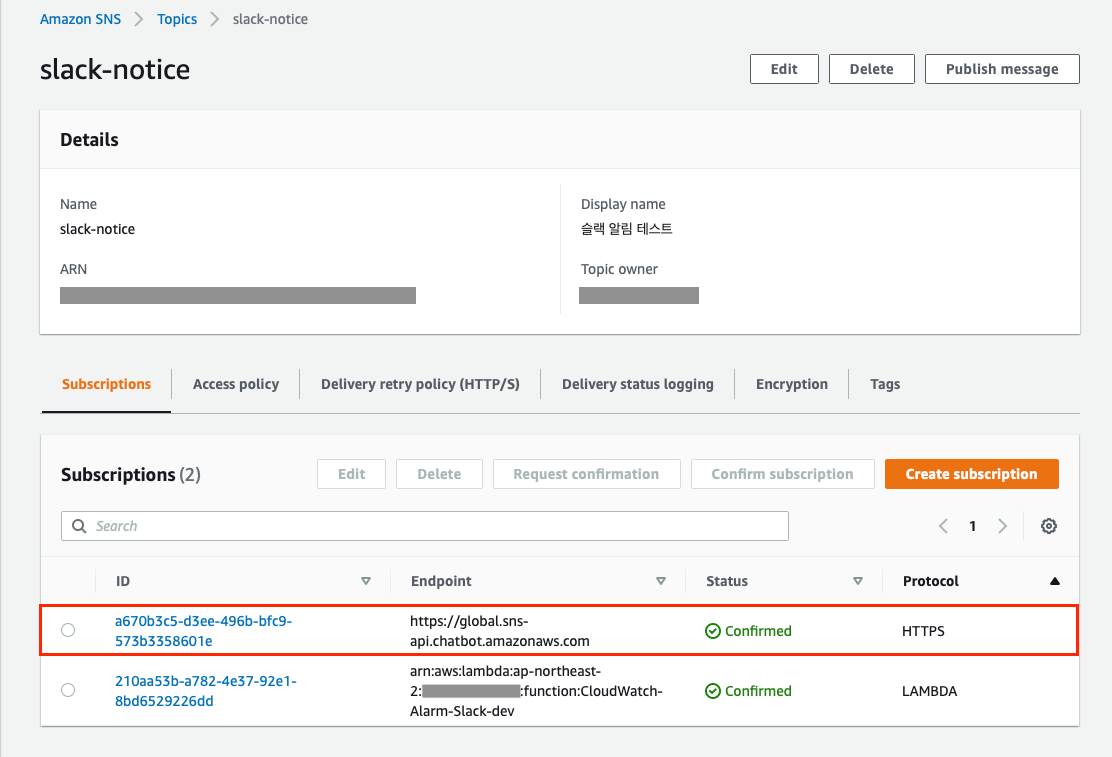 Amazon SNS > Topics > slack-notice
slack-notice
Edit
Delete
Publish message
Details
Name
slack-notice
Display name
슬랙 알림 테스트
ARN
Topic owner
Subscriptions
Access policy
Delivery retry policy (HTTP/S)
Delivery status logging
Encryption
Tags
Subscriptions (2)
Edit
Delete
Request confirmation
Confirm subscription
Create subscription
Search
1
ID
Endpoint
Status
Protocol
a670b3c5-d3ee-496b-bfc9-
573b3358601e
https://global.sns-
api.chatbot.amazonaws.com
Confirmed
HTTPS
210aa53b-a782-4e37-92e1-
8bd6529226dd
arn:aws:lambda:ap-northeast-
2: :function:CloudWatch-
Alarm-Slack-dev
Confirmed
LAMBDA